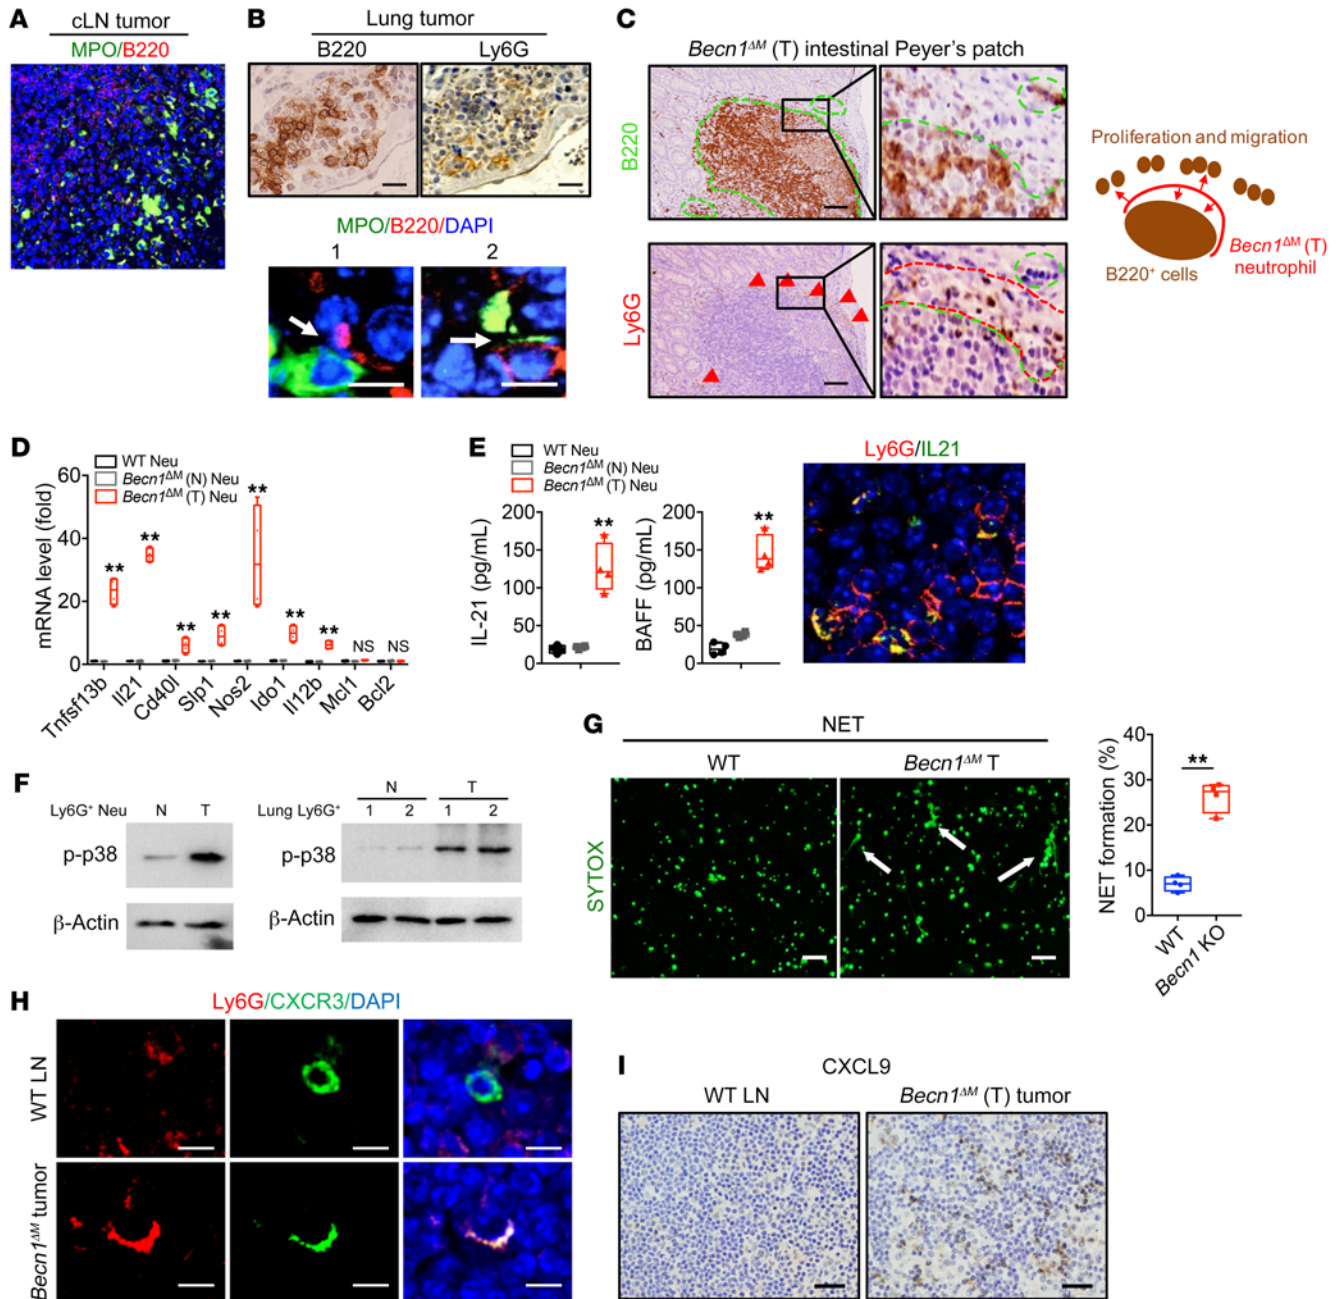 A
cLN tumor
MPO/B220
B
Lung tumor
B220
Ly6G
MPO/B220/DAPI
1
2
C
Becn1ΔM (T) intestinal Peyer's patch
B220
Ly6G
Proliferation and migration
Becn1ΔM (T)
neutrophil
B220+ cells
D
WT Neu
Becn1ΔM (N) Neu
Becn1ΔM (T) Neu
mRNA level (fold)
60
40
20
0
**
**
**
**
**
**
**
NS
NS
Tnfsf13b
Il21
Cd40l
Slp1
Nos2
Ido1
Il12b
Mcl1
Bcl2
E
WT Neu
Becn1ΔM (N) Neu
Becn1ΔM (T) Neu
IL-21 (pg/mL)
200
150
100
50
0
**
BAFF (pg/mL)
200
150
100
50
0
**
Ly6G/IL21
F
Ly6G+ Neu
N
T
p-p38
β-Actin
Lung Ly6G+
N
T
1
2
1
2
p-p38
β-Actin
G
NET
WT
Becn1ΔM T
SYTOX
NET formation (%)
40
30
20
10
0
**
WT
Becn1 KO
H
Ly6G/CXCR3/DAPI
WT LN
Becn1ΔM tumor
I
CXCL9
WT LN
Becn1ΔM (T) tumor